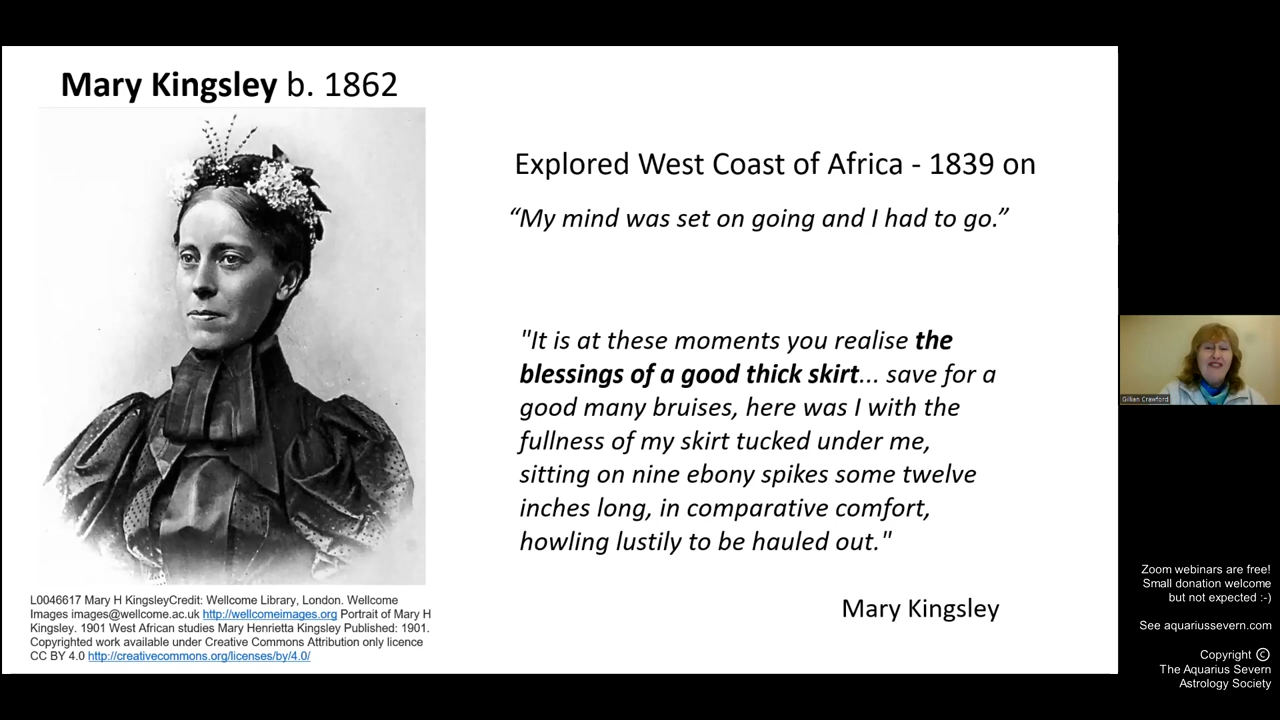 Mary Kingsley b. 1862
Explored West Coast of Africa - 1839 on
“My mind was set on going and I had to go.”
"It is at these moments you realise the
blessings of a good thick skirt... save for a
good many bruises, here was I with the
fullness of my skirt tucked under me,
sitting on nine ebony spikes some twelve
inches long, in comparative comfort,
howling lustily to be hauled out."
Mary Kingsley
L0046617 Mary H KingsleyCredit: Wellcome Library, London. Wellcome
Images images@wellcome.ac.uk http://wellcomeimages.org Portrait of Mary H
Kingsley. 1901 West African studies Mary Henrietta Kingsley Published: 1901.
Copyrighted work available under Creative Commons Attribution only licence
CC BY 4.0 http://creativecommons.org/licenses/by/4.0/
Gillian Crawford
Zoom webinars are free!
Small donation welcome
but not expected :-)
See aquariussevern.com
Copyright ©
The Aquarius Severn
Astrology Society